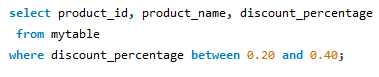 select product_id, product_name, discount_percentage
from mytable
where discount_percentage between 0.20 and 0.40;